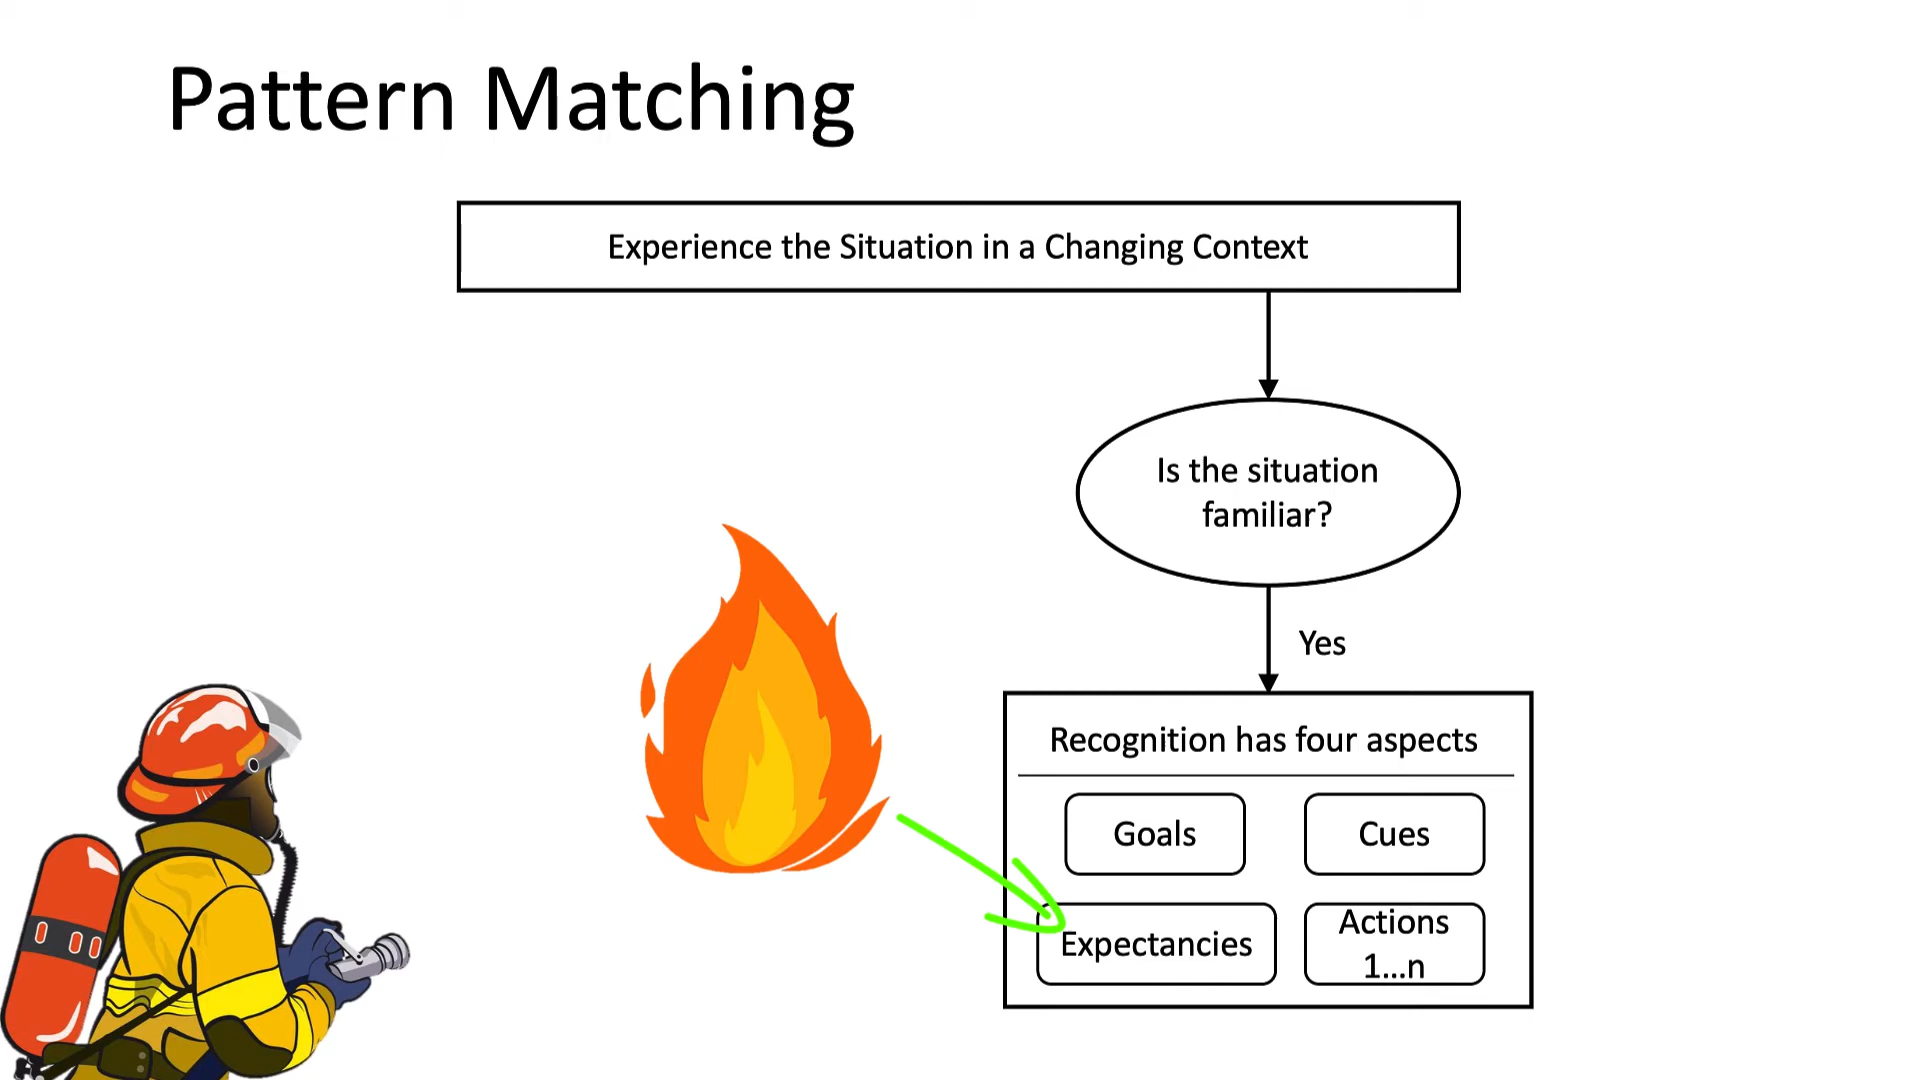 Pattern Matching
Experience the Situation in a Changing Context
Is the situation
familiar?
Yes
Recognition has four aspects
Goals
Cues
Expectancies
Actions
1...n